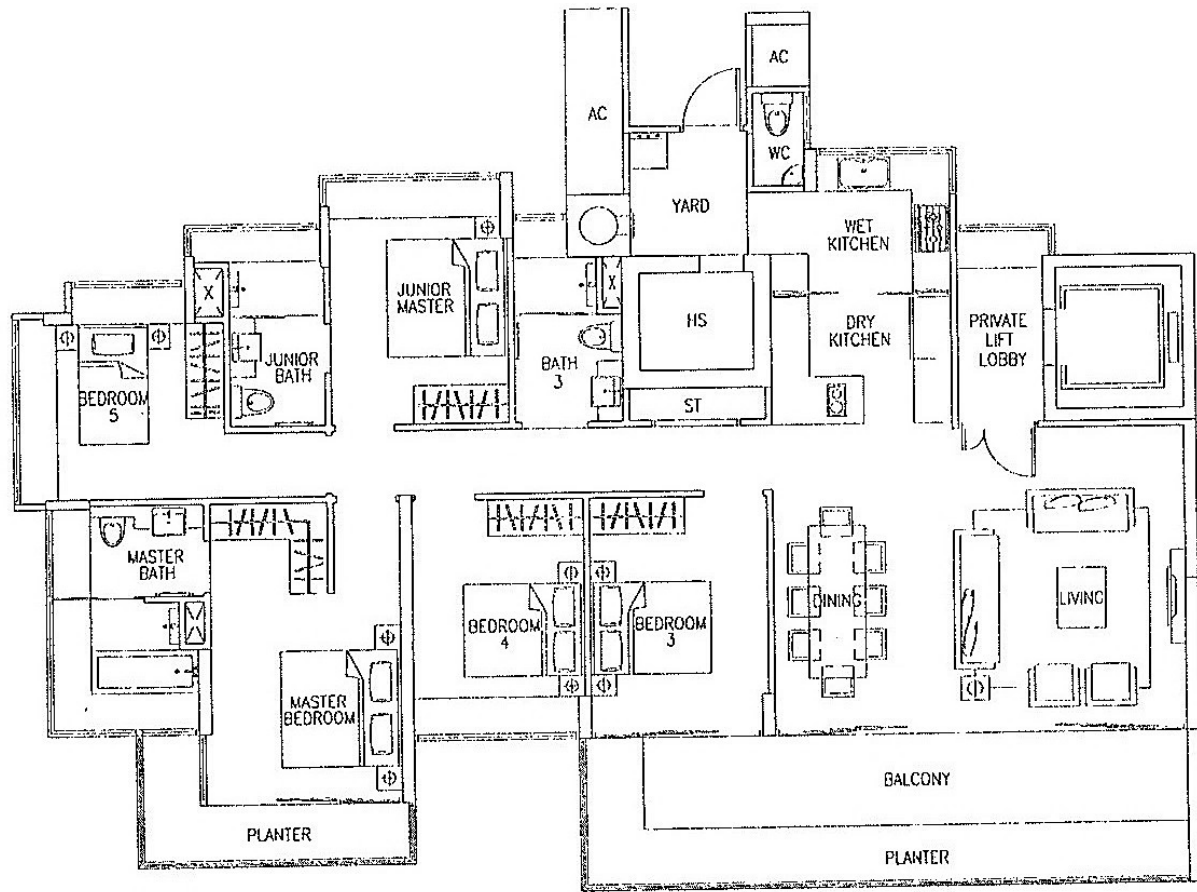 AC
AC
WC
YARD
WET
KITCHEN
JUNIOR
MASTER
HS
DRY
KITCHEN
PRIVATE
LIFT
LOBBY
X
X
JUNIOR
BATH
BATH
3
BEDROOM
5
ST
MASTER
BATH
BEDROOM
4
BEDROOM
3
DINING
LIVING
MASTER
BEDROOM
BALCONY
PLANTER
PLANTER